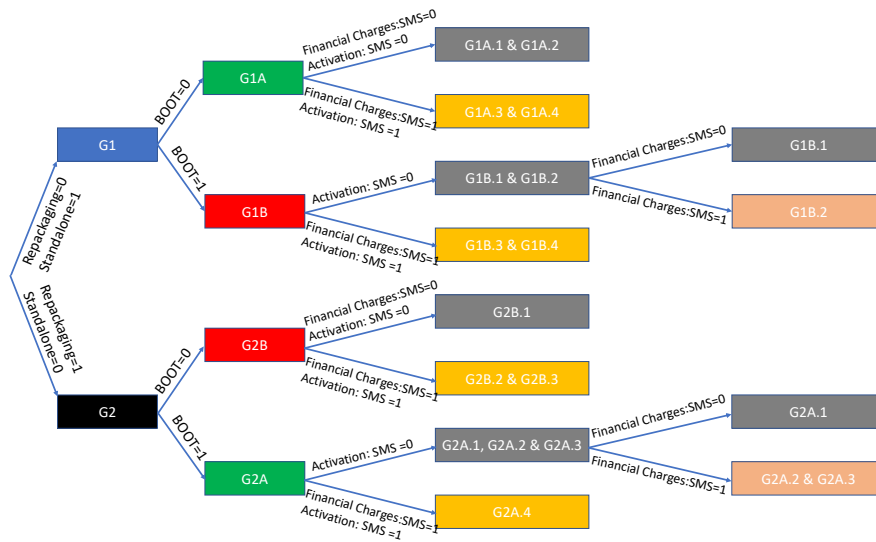 Financial Charges:SMS=0
Activation: SMS =0
G1A.1 & G1A.2
G1A
BOOT=0
Financial Charges:SMS=1
Activation: SMS =1
G1A.3 & G1A.4
G1
Financial Charges:SMS=0
G1B.1
BOOT=1
Activation: SMS =0
G1B.1 & G1B.2
G1B
Financial Charges:SMS=1
G1B.2
Financial Charges:SMS=1
Activation: SMS =1
G1B.3 & G1B.4
Repackaging=0
Standalone=1
Repackaging=1
Standalone=0
Financial Charges:SMS=0
Activation: SMS =0
G2B.1
G2B
BOOT=0
Financial Charges:SMS=1
Activation: SMS =1
G2B.2 & G2B.3
G2
Financial Charges:SMS=0
G2A.1
BOOT=1
Activation: SMS =0
G2A.1, G2A.2 & G2A.3
G2A
Financial Charges:SMS=1
G2A.2 & G2A.3
Financial Charges:SMS=1
Activation: SMS =1
G2A.4